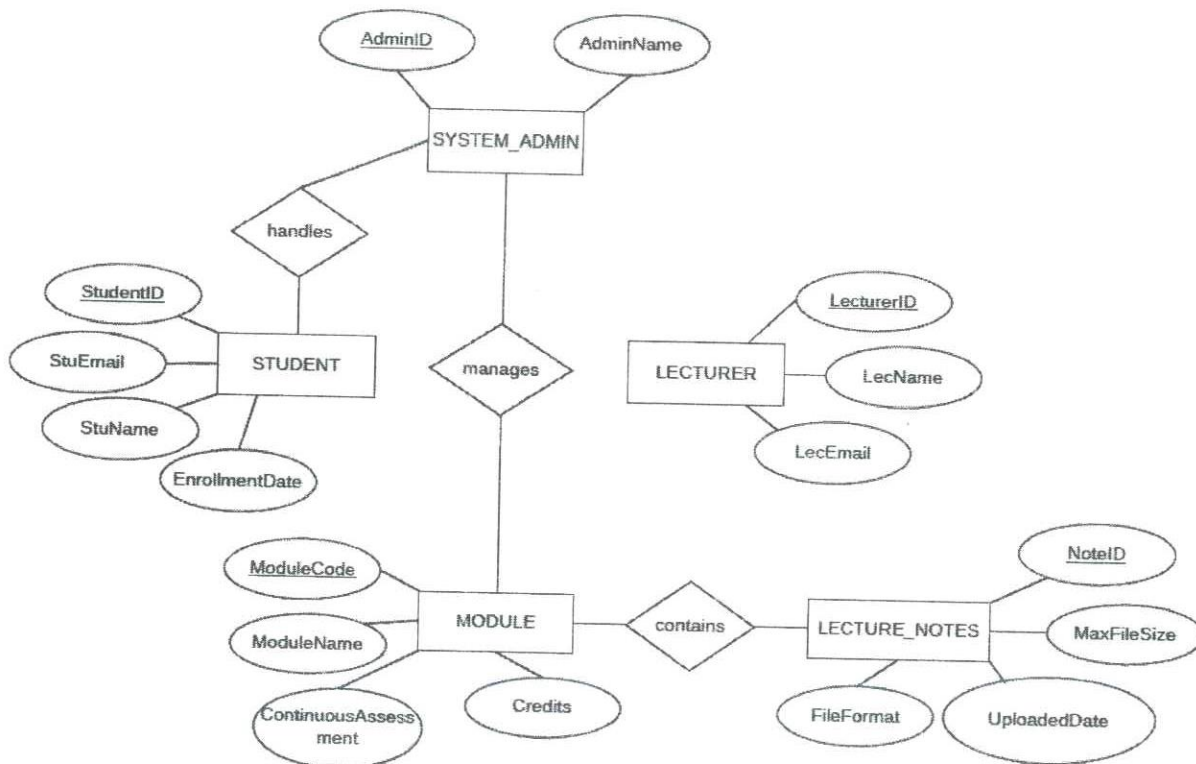 AdminID
AdminName
SYSTEM_ADMIN
handles
StudentID
StuEmail
STUDENT
StuName
EnrollmentDate
manages
LecturerID
LECTURER
LecName
LecEmail
ModuleCode
ModuleName
MODULE
ContinuousAssess
ment
Credits
contains
NoteID
LECTURE_NOTES
MaxFileSize
FileFormat
UploadedDate